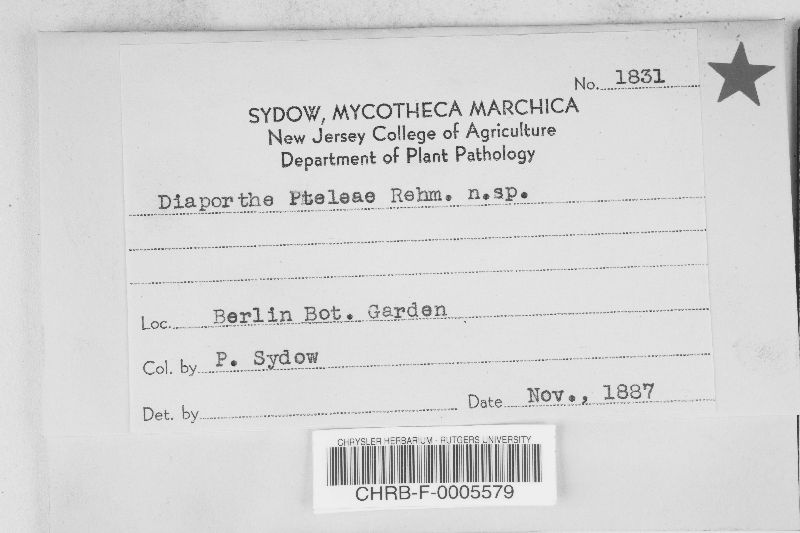 No. 1831
SYDOW, MYCOTHECA MARCHICA
New Jersey College of Agriculture
Department of Plant Pathology
Diaporthe Pteleae Rehm. n.sp.
Loc. Berlin Bot. Garden
Col. by P. Sydow
Det. by Date Nov., 1887
CHRYSLER HERBARIUM - RUTGERS UNIVERSITY
CHRB-F-0005579